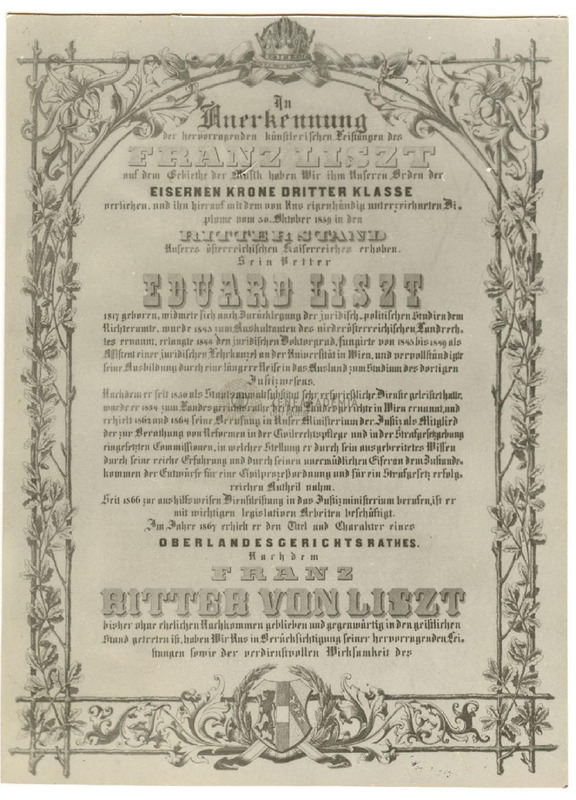 In
Anerkennung
der hervorragenden künstlerischen Leistungen des
FRANZ LISZT
auf dem Gebiethe der Musik haben Wir ihm Unseren Orden der
EISERNEN KRONE DRITTER KLASSE
verliehen, und ihn hierauf mit dem von Uns eigenhändig unterzeichneten Di-
plome vom 30. Oktober 1859 in den
RITTERSTAND
Unseres österreichischen Kaiserreiches erhoben.
Sein Vetter
EDUARD LISZT
1817 geboren, widmete sich nach Zurücklegung der juridisch-politischen Studien dem
Richteramte, wurde 1843 zum Auskultanten des niederösterreichischen Landrech-
tes ernannt, erlangte 1844 den juridischen Doktorgrad, fungirte von 1845 bis 1849 als
Assistent einer juridischen Lehrkanzel an der Universität in Wien, und vervollständigte
seine Ausbildung durch eine längere Reise in das Ausland zum Studium des dortigen
Justizwesens.
Nachdem er seit 1850 als Staatsanwaltsubstitut sehr ersprießliche Dienste geleistet hatte,
ward er 1854 zum Landesgerichtsrathe bei dem Landesgerichte in Wien ernannt, und
erhielt 1862 und 1864 seine Berufung in Unser Ministerium der Justiz als Mitglied
der zur Berathung von Reformen in der Civilrechtspflege und in der Strafgesetzgebung
eingesetzten Commissionen, in welcher Stellung er durch sein ausgebreitetes Wissen
durch seine reiche Erfahrung und durch seinen unermüdlichen Eifer an dem Zustande-
kommen der Entwürfe für eine Civilprozeßordnung und für ein Strafgesetz erfolg-
reichen Antheil nahm.
Seit 1866 zur aushilfsweisen Dienstleistung in das Justizministerium berufen, ist er
mit wichtigen legislativen Arbeiten beschäftigt.
Im Jahre 1867 erhielt er den Titel und Charakter eines
OBERLANDESGERICHTSRATHES.
Nachdem
FRANZ
RITTER VON LISZT
bisher ohne ehelichen Nachkommen geblieben und gegenwärtig in den geistlichen
Stand getreten ist, haben Wir Uns in Berücksichtigung seiner hervorragenden Lei-
stungen sowie der verdienstvollen Wirksamkeit des